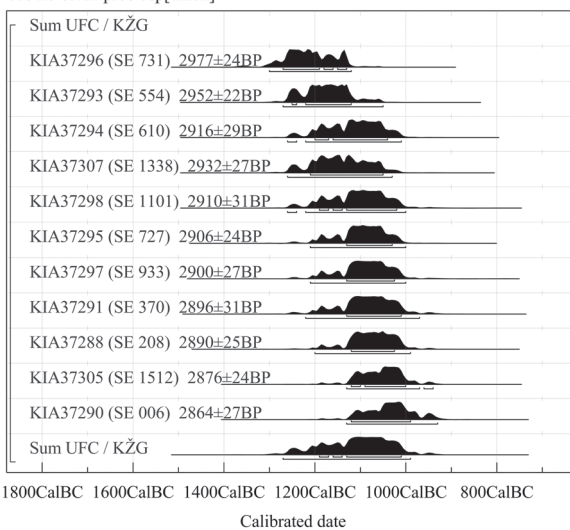 Sum UFC / KŽG
KIA37296 (SE 731) 2977±24BP
KIA37293 (SE 554) 2952±22BP
KIA37294 (SE 610) 2916±29BP
KIA37307 (SE 1338) 2932±27BP
KIA37298 (SE 1101) 2910±31BP
KIA37295 (SE 727) 2906±24BP
KIA37297 (SE 933) 2900±27BP
KIA37291 (SE 370) 2896±31BP
KIA37288 (SE 208) 2890±25BP
KIA37305 (SE 1512) 2876±24BP
KIA37290 (SE 006) 2864±27BP
Sum UFC / KŽG
1800CalBC 1600CalBC 1400CalBC 1200CalBC 1000CalBC 800CalBC
Calibrated date